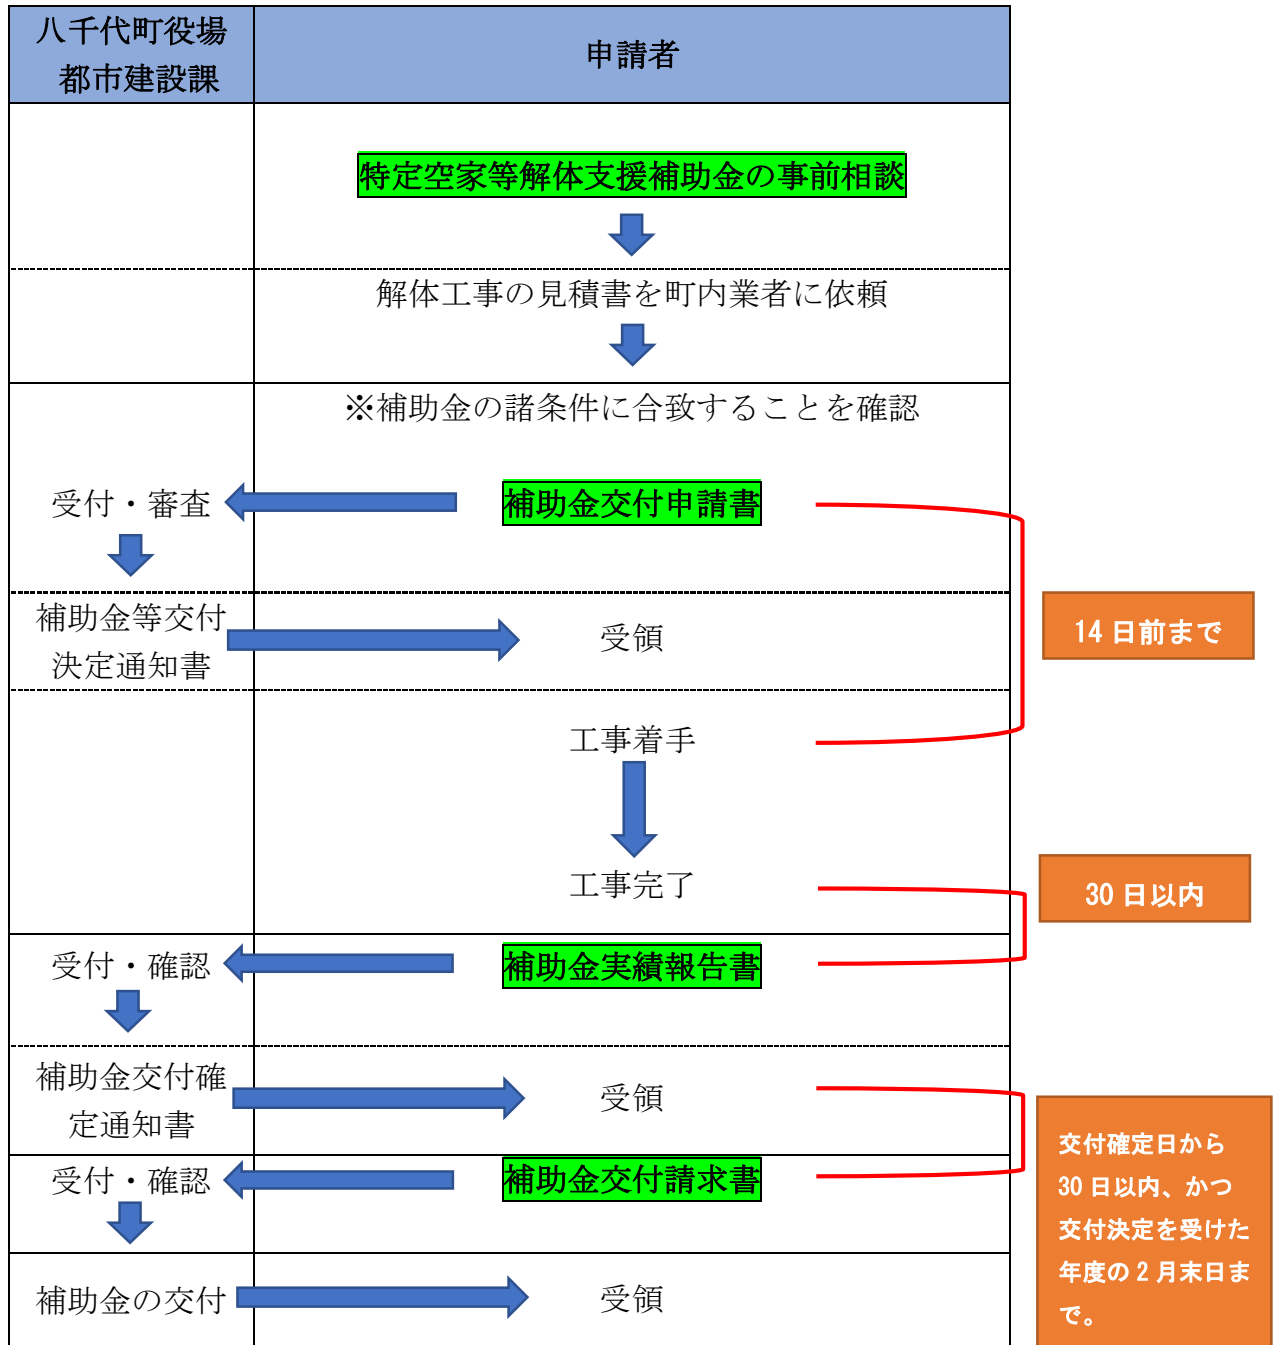 八千代町役場
都市建設課
申請者
特定空家等解体支援補助金の事前相談
解体工事の見積書を町内業者に依頼
※補助金の諸条件に合致することを確認
受付・審査
補助金交付申請書
補助金等交付
決定通知書
受領
14日前まで
工事着手
工事完了
30日以内
受付・確認
補助金実績報告書
補助金交付確
定通知書
受領
受付・確認
補助金交付請求書
交付確定日から
30日以内、かつ
交付決定を受けた
年度の2月末日ま
で。
補助金の交付
受領